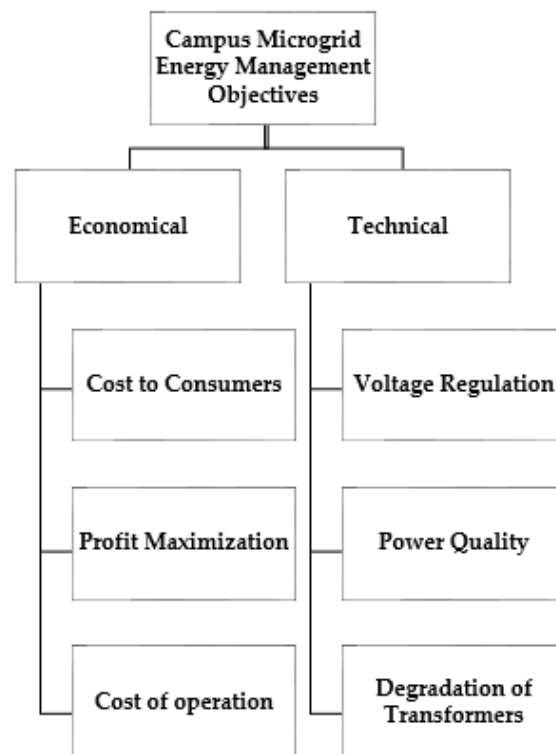 Campus Microgrid
Energy Management
Objectives
Economical
Technical
Cost to Consumers
Voltage Regulation
Profit Maximization
Power Quality
Cost of operation
Degradation of
Transformers